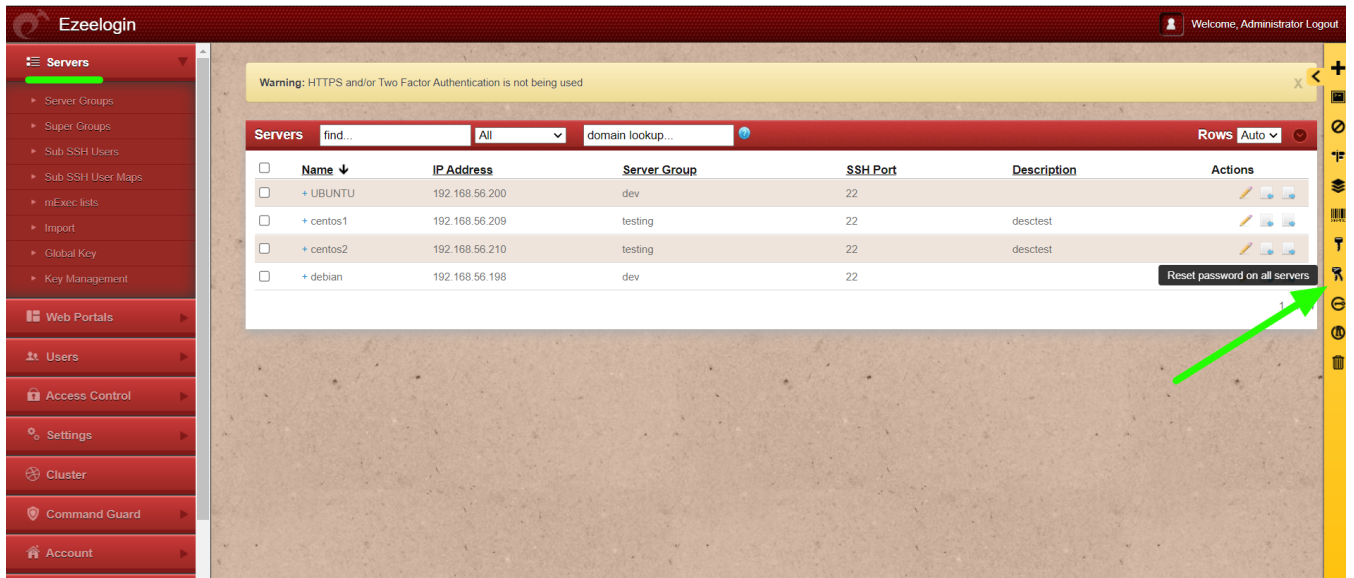 Ezeelogin
Welcome, Administrator Logout
Servers
Server Groups
Super Groups
Sub SSH Users
Sub SSH User Maps
mExec lists
Import
Global Key
Key Management
Web Portals
Users
Access Control
Settings
Cluster
Command Guard
Account
Warning: HTTPS and/or Two Factor Authentication is not being used X
Servers find... All domain lookup... Rows Auto
Name IP Address Server Group SSH Port Description Actions
+ UBUNTU 192.168.56.200 dev 22
+ centos1 192.168.56.209 testing 22 desctest
+ centos2 192.168.56.210 testing 22 desctest
+ debian 192.168.56.198 dev 22
Reset password on all servers
1